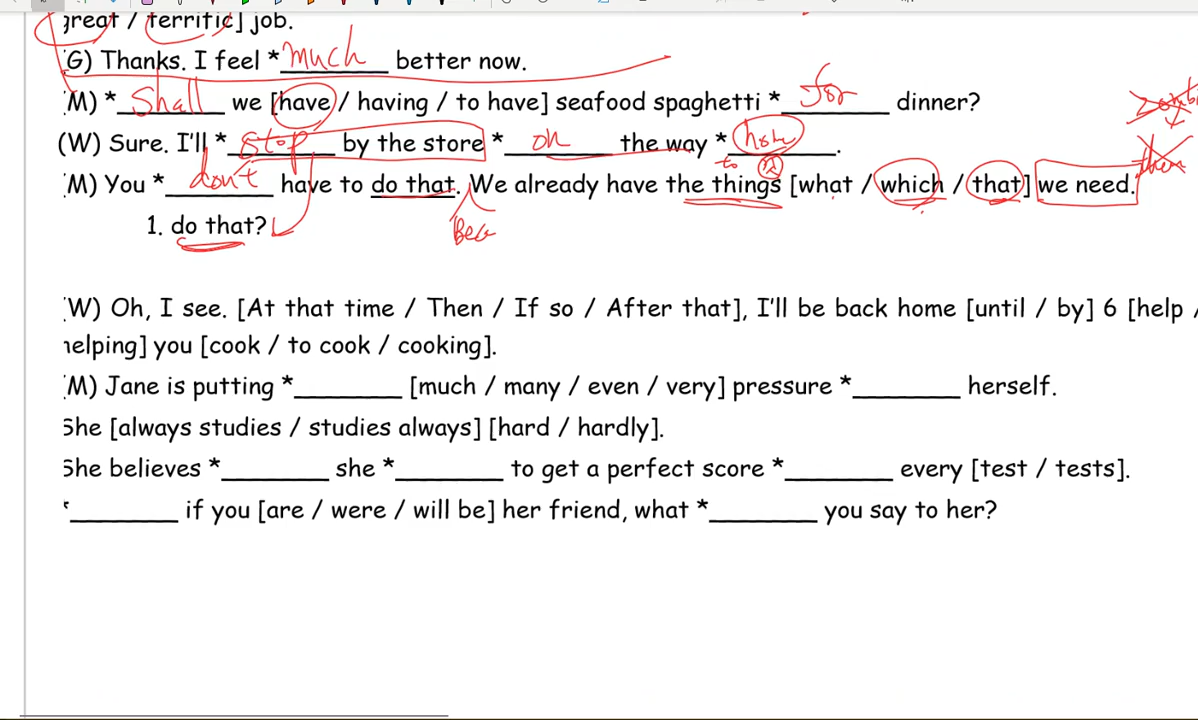 great / terrific] job.
G) Thanks. I feel *much better now.
M) *Shall we [have / having / to have] seafood spaghetti *for dinner?
(W) Sure. I'll *stop by the store *on the way *home.
to
them
M) You *don't have to do that. We already have the things [what / which / that] we need.
1. do that?
Bec
W) Oh, I see. [At that time / Then / If so / After that], I'll be back home [until / by] 6 [help /
helping] you [cook / to cook / cooking].
M) Jane is putting *________ [much / many / even / very] pressure *________ herself.
She [always studies / studies always] [hard / hardly].
She believes *________ she *________ to get a perfect score *________ every [test / tests].
*________ if you [are / were / will be] her friend, what *________ you say to her?